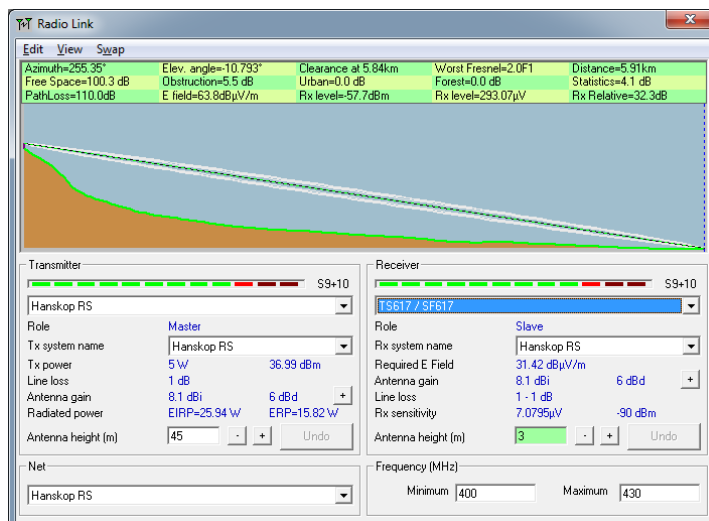 Radio Link
Edit View Swap
Azimuth=255.35° Elev. angle=-10.793° Clearance at 5.84km Worst Fresnel=2.0F1 Distance=5.91km
Free Space=100.3 dB Obstruction=5.5 dB Urban=0.0 dB Forest=0.0 dB Statistics=4.1 dB
PathLoss=110.0dB E field=63.8dBµV/m Rx level=-57.7dBm Rx level=293.07µV Rx Relative=32.3dB
Transmitter
S9+10
Hanskop RS
Role Master
Tx system name Hanskop RS
Tx power 5 W 36.99 dBm
Line loss 1 dB
Antenna gain 8.1 dBi 6 dBd +
Radiated power EIRP=25.94 W ERP=15.82 W
Antenna height (m) 45 - + Undo
Net
Hanskop RS
Receiver
S9+10
TS617 / SF617
Role Slave
Rx system name Hanskop RS
Required E Field 31.42 dBµV/m
Antenna gain 8.1 dBi 6 dBd +
Line loss 1 - 1 dB
Rx sensitivity 7.0795µV -90 dBm
Antenna height (m) 3 - + Undo
Frequency (MHz)
Minimum 400 Maximum 430